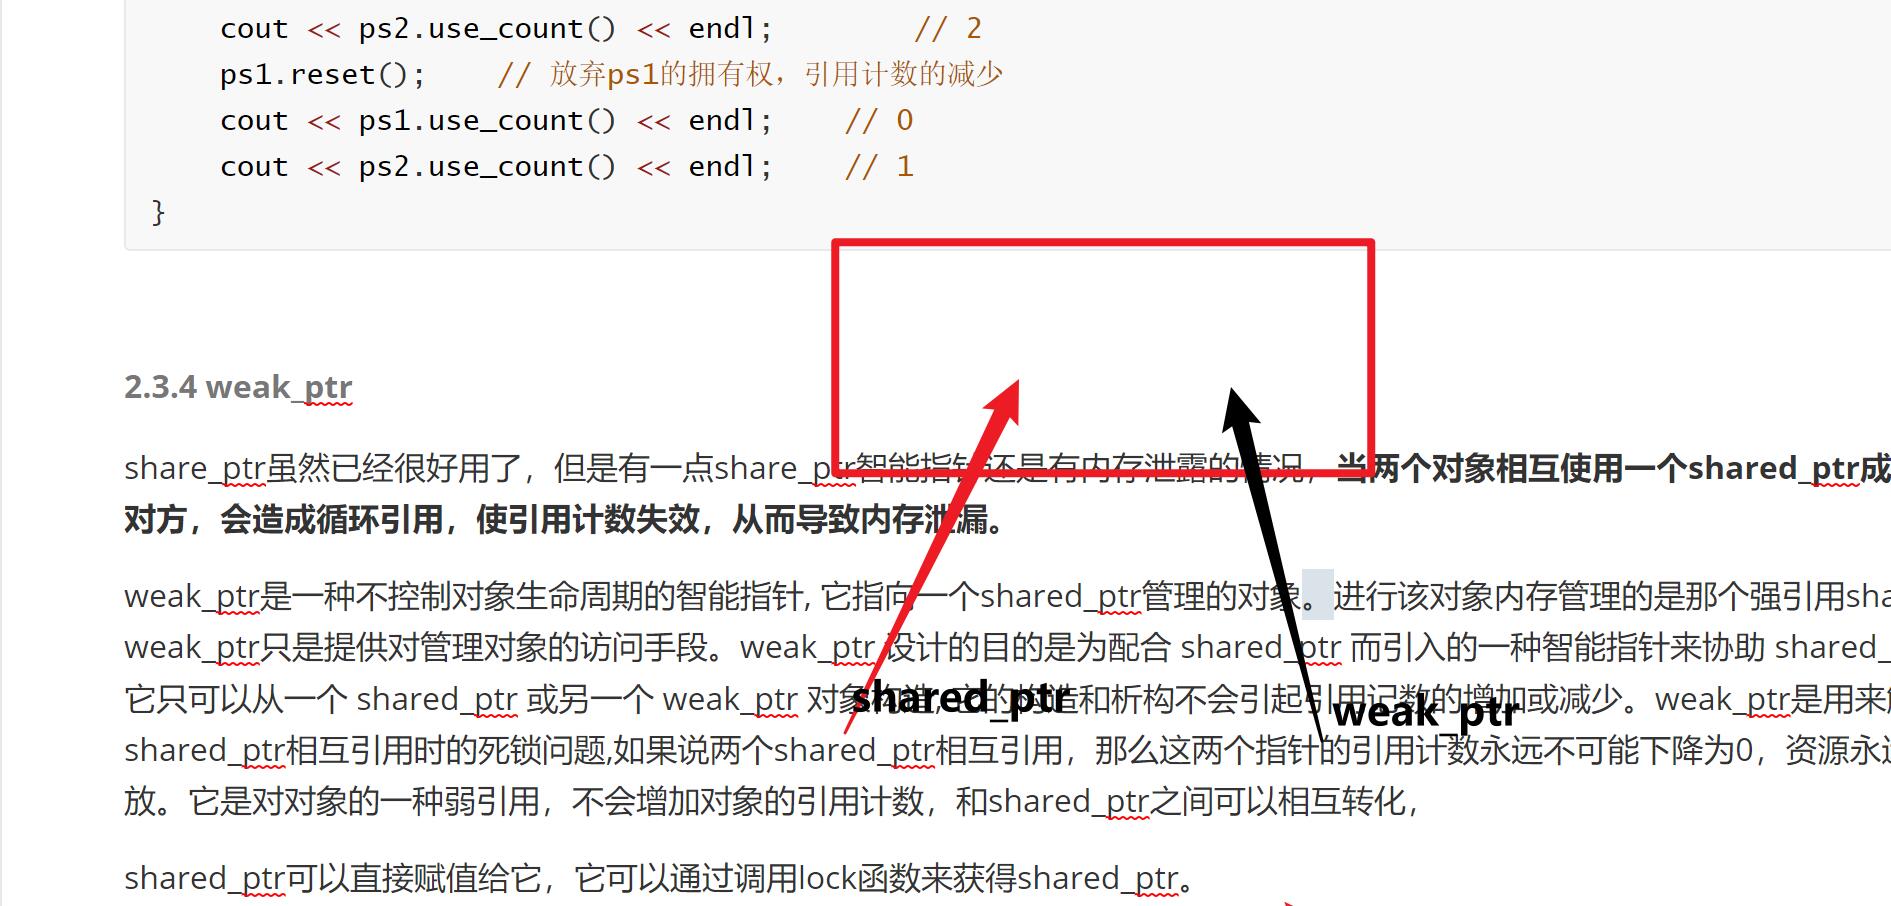 cout << ps2.use_count() << endl; // 2
ps1.reset(); // 放弃ps1的拥有权，引用计数的减少
cout << ps1.use_count() << endl; // 0
cout << ps2.use_count() << endl; // 1
}
2.3.4 weak_ptr
share_ptr虽然已经很好用了，但是有一点share_ptr智能指针还是有内存泄露的情况，当两个对象相互使用一个shared_ptr成
对方，会造成循环引用，使引用计数失效，从而导致内存泄漏。
weak_ptr是一种不控制对象生命周期的智能指针, 它指向一个shared_ptr管理的对象。进行该对象内存管理的是那个强引用sha
weak_ptr只是提供对管理对象的访问手段。weak_ptr 设计的目的是为配合 shared_ptr 而引入的一种智能指针来协助 shared_
它只可以从一个 shared_ptr 或另一个 weak_ptr 对象构造, 它的构造和析构不会引起引用记数的增加或减少。weak_ptr是用来
shared_ptr
weak_ptr
shared_ptr相互引用时的死锁问题,如果说两个shared_ptr相互引用，那么这两个指针的引用计数永远不可能下降为0，资源永
放。它是对对象的一种弱引用，不会增加对象的引用计数，和shared_ptr之间可以相互转化，
shared_ptr可以直接赋值给它，它可以通过调用lock函数来获得shared_ptr。